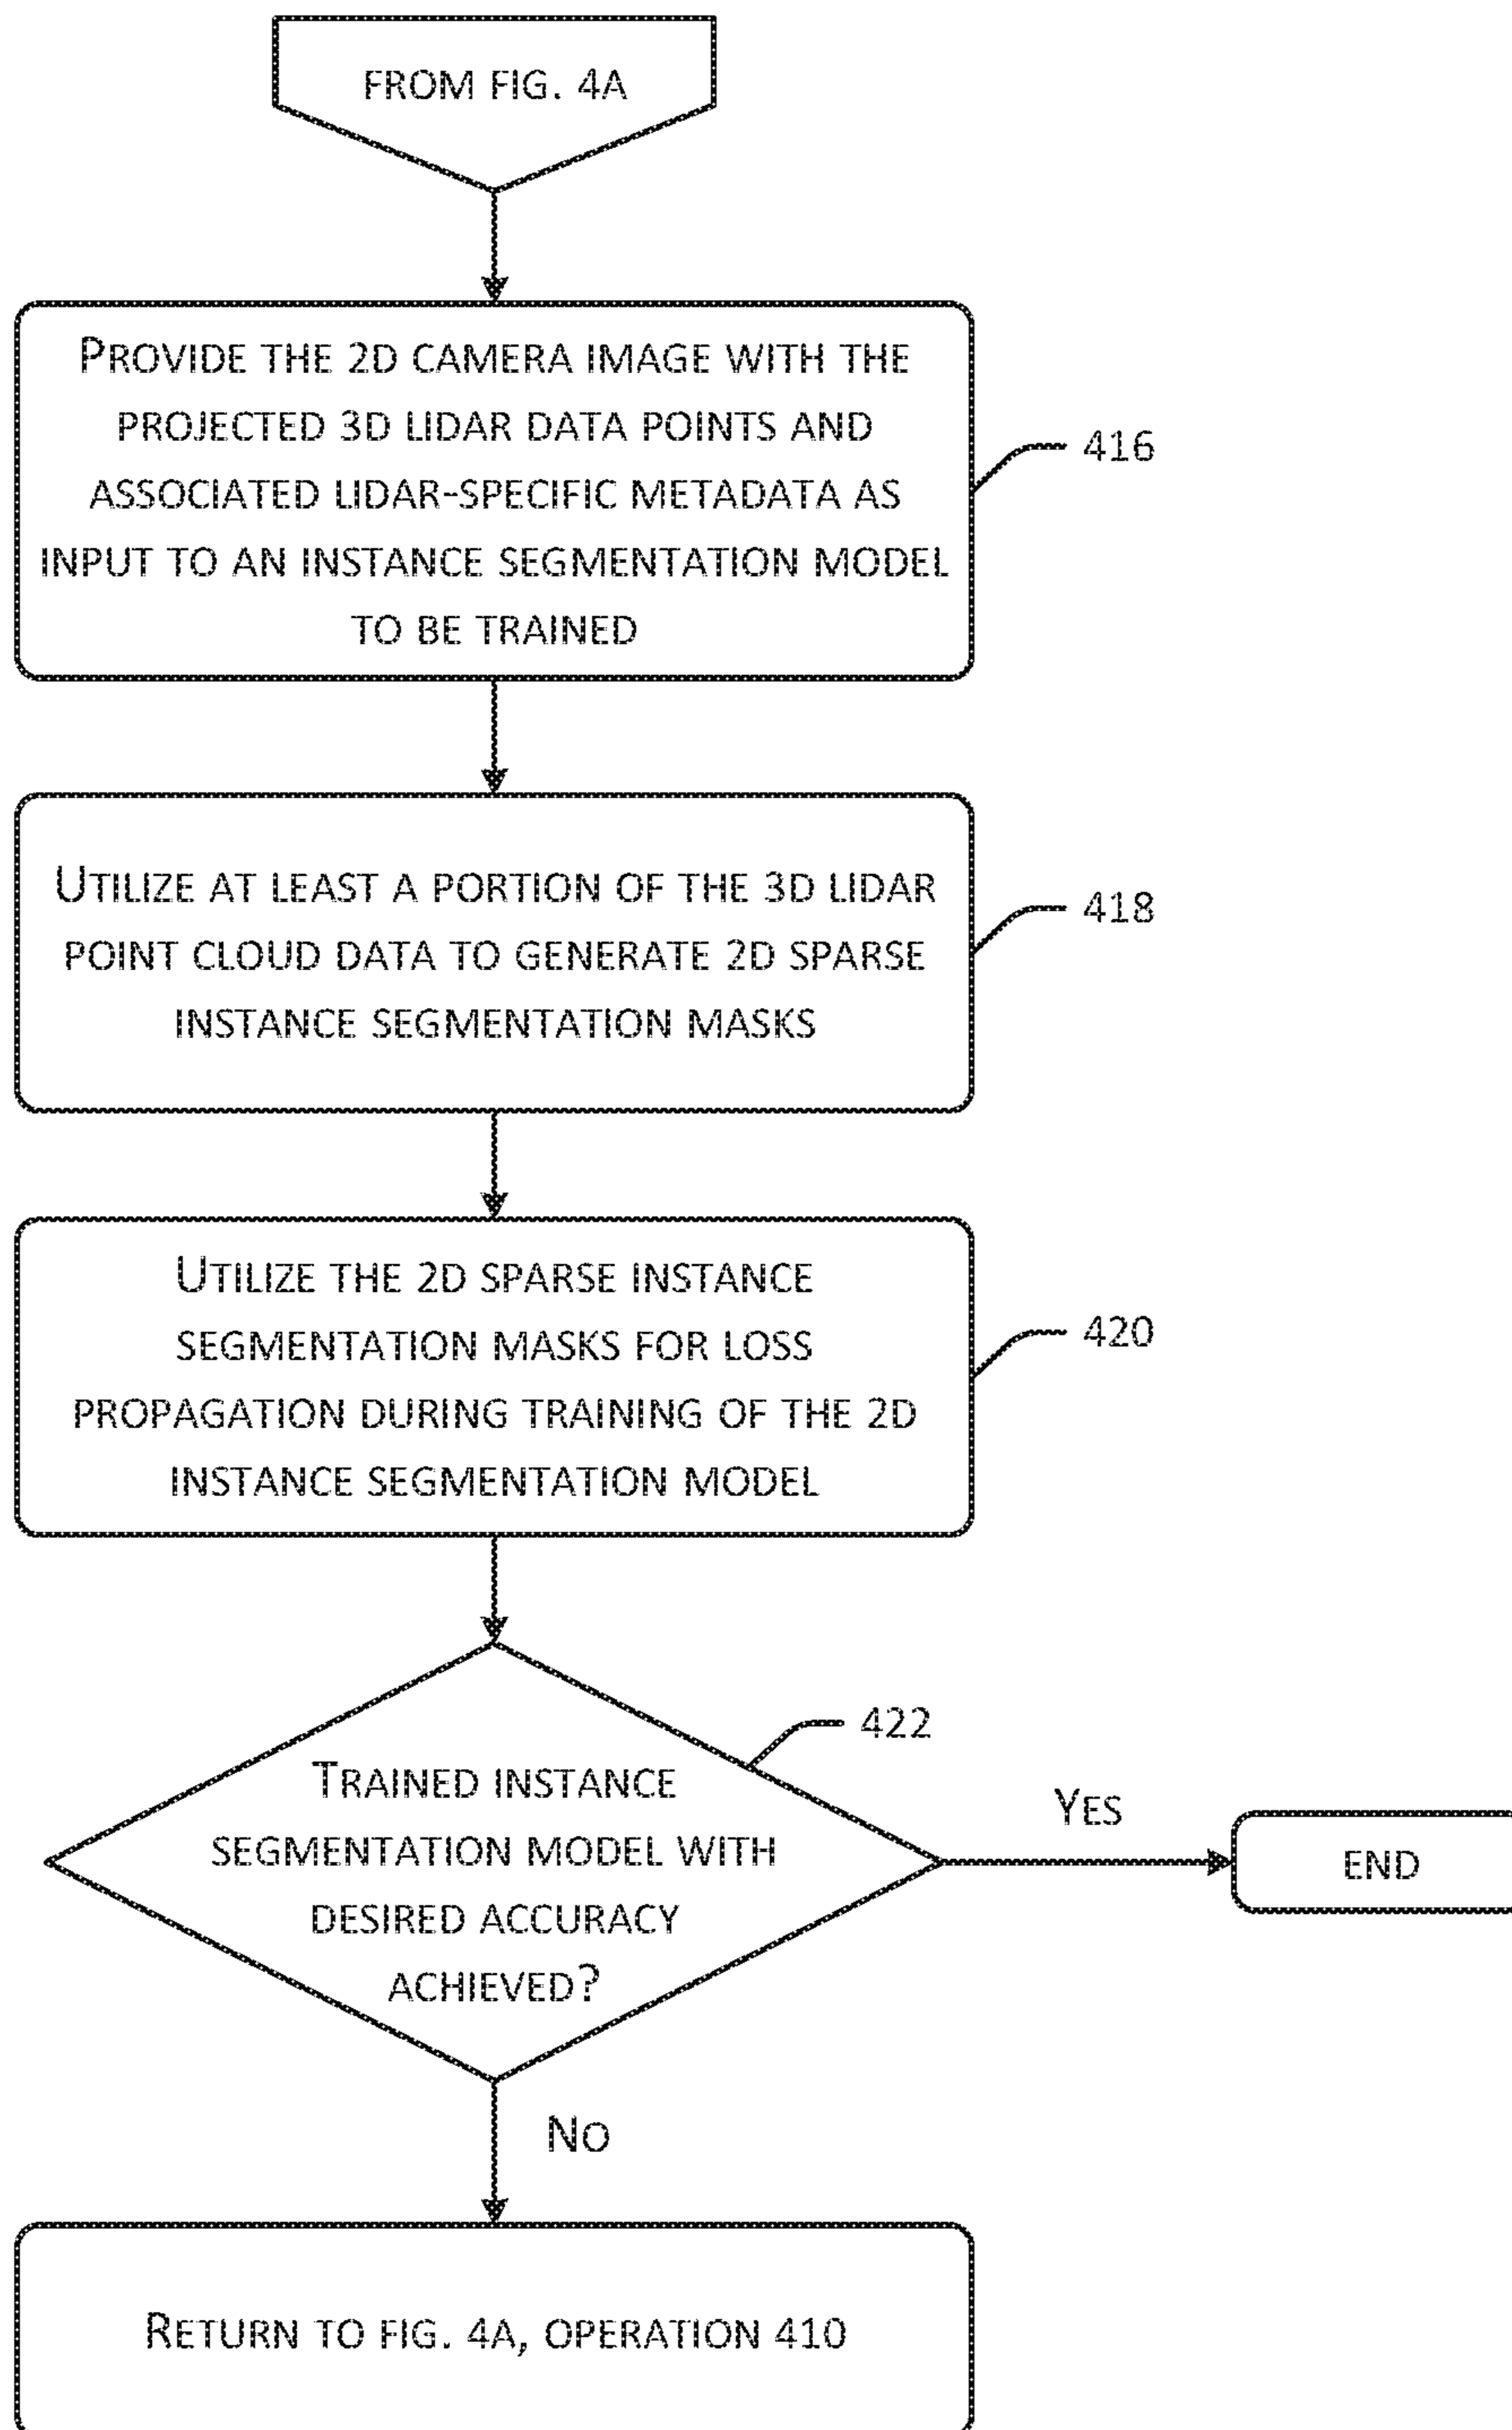 FROM FIG. 4A
PROVIDE THE 2D CAMERA IMAGE WITH THE
PROJECTED 3D LIDAR DATA POINTS AND
ASSOCIATED LIDAR-SPECIFIC METADATA AS
INPUT TO AN INSTANCE SEGMENTATION MODEL
TO BE TRAINED
416
UTILIZE AT LEAST A PORTION OF THE 3D LIDAR
POINT CLOUD DATA TO GENERATE 2D SPARSE
INSTANCE SEGMENTATION MASKS
418
UTILIZE THE 2D SPARSE INSTANCE
SEGMENTATION MASKS FOR LOSS
PROPAGATION DURING TRAINING OF THE 2D
INSTANCE SEGMENTATION MODEL
420
TRAINED INSTANCE
SEGMENTATION MODEL WITH
DESIRED ACCURACY
ACHIEVED?
422
YES
END
NO
RETURN TO FIG. 4A, OPERATION 410